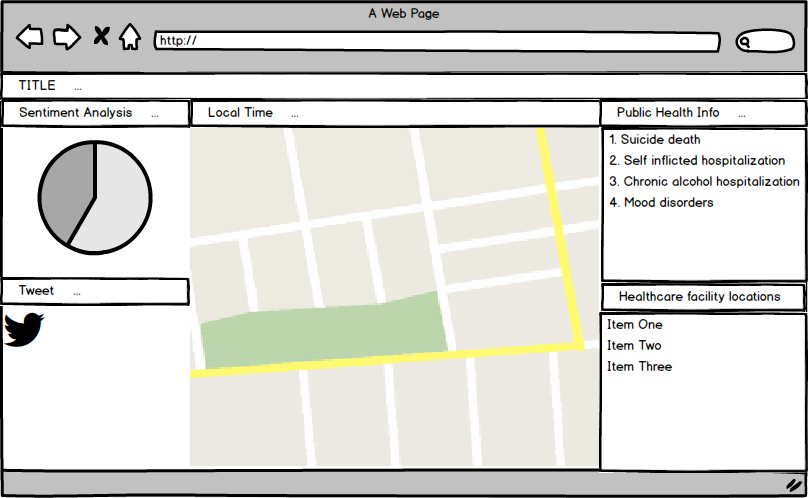 A Web Page
http://
TITLE ...
Sentiment Analysis ...
Local Time ...
Public Health Info ...
1. Suicide death
2. Self inflicted hospitalization
3. Chronic alcohol hospitalization
4. Mood disorders
Tweet ...
Healthcare facility locations
Item One
Item Two
Item Three